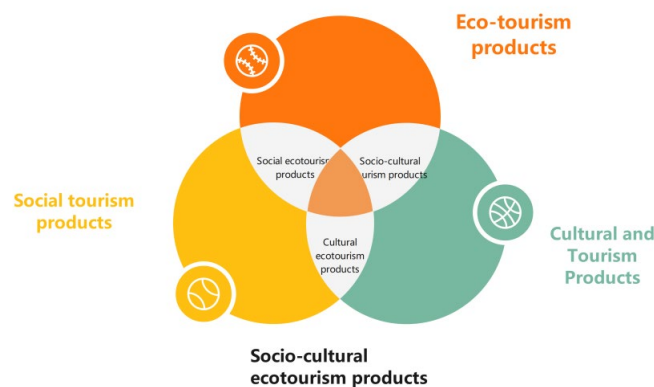 Eco-tourism
products
Social ecotourism
products
Socio-cultural
urism products
Social tourism
products
Cultural
ecotourism
products
Cultural and
Tourism
Products
Socio-cultural
ecotourism products